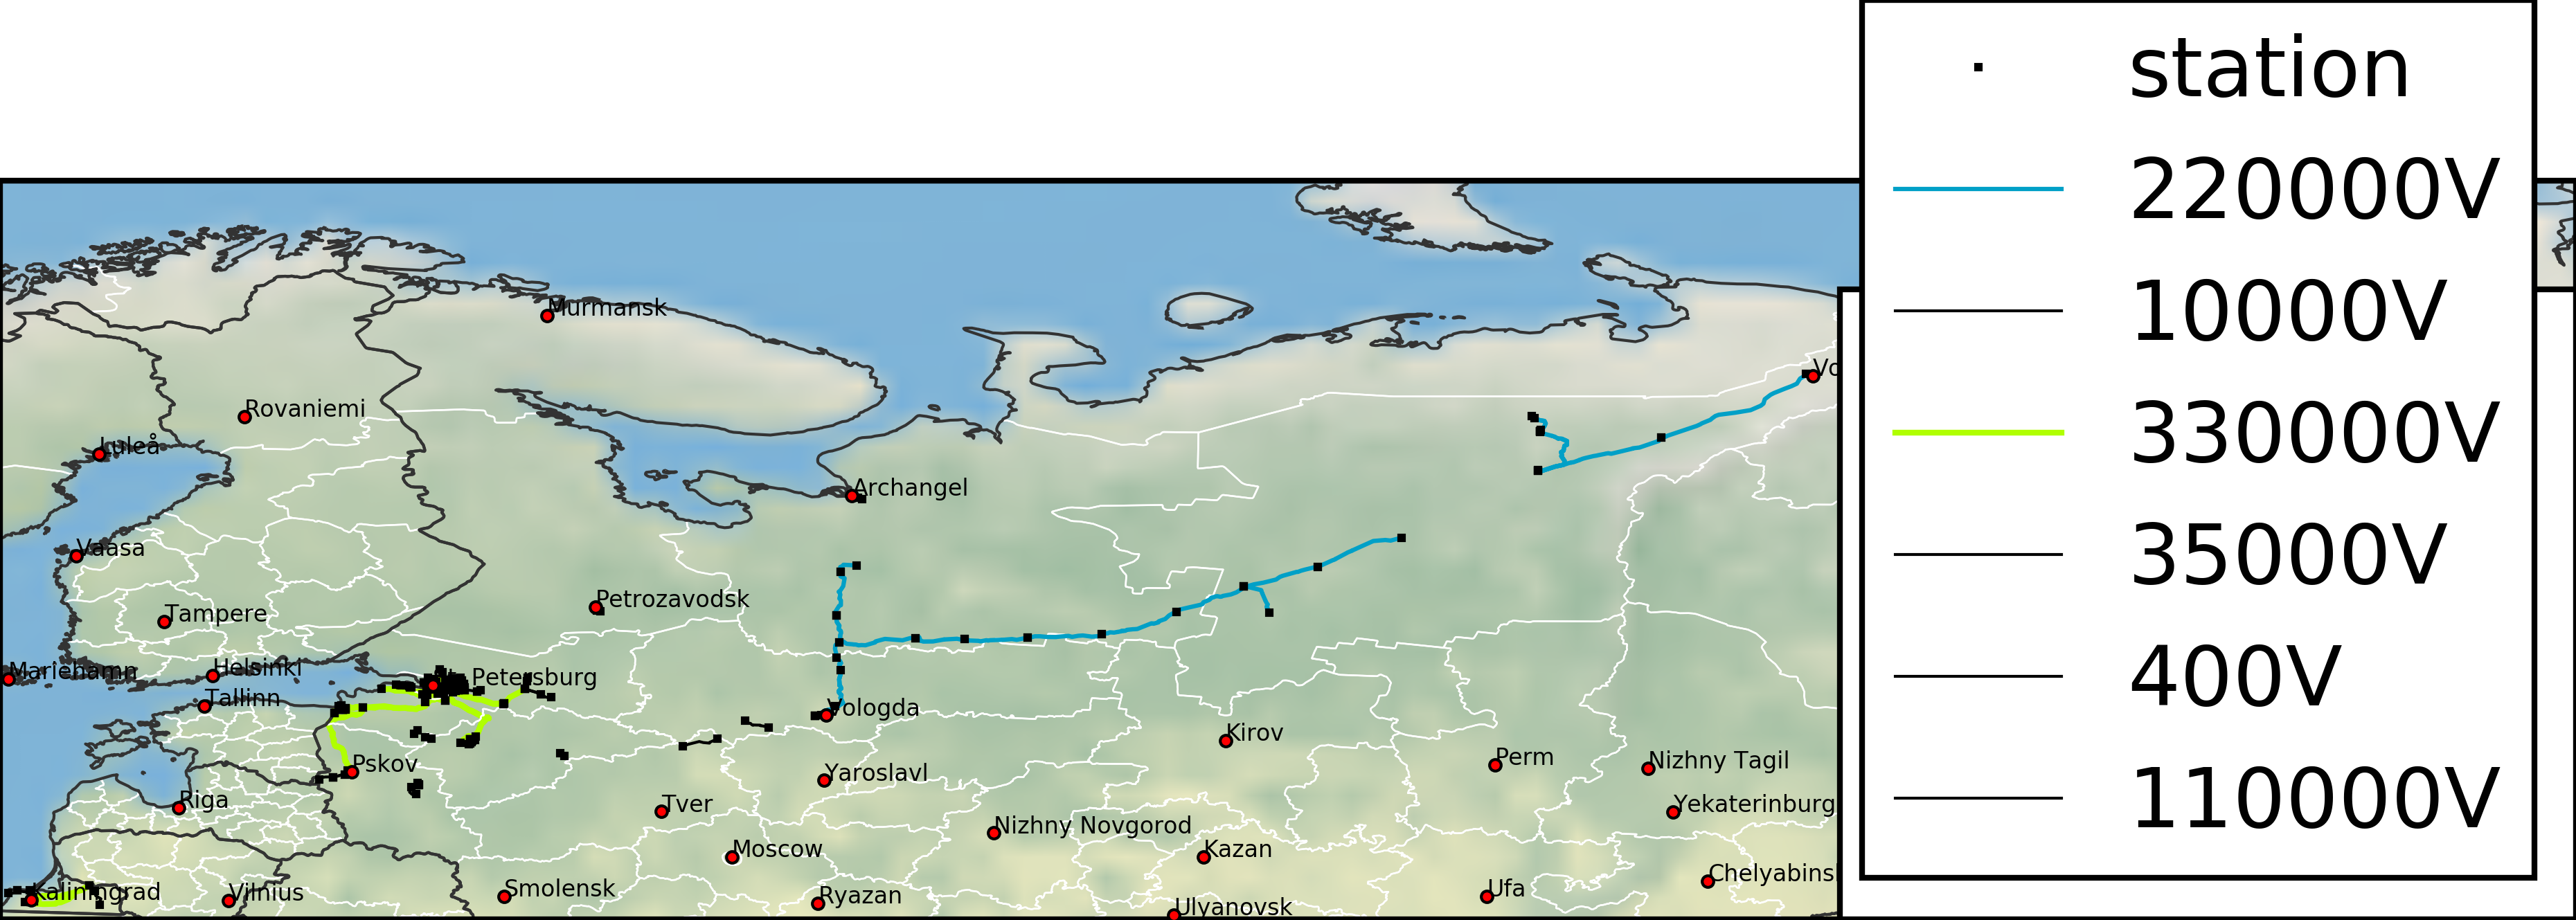 station
220000V
10000V
330000V
35000V
400V
110000V
Murmansk
Vo
Rovaniemi
Luleå
Archangel
Vaasa
Petrozavodsk
Tampere
Mariehamn
Helsinki
Petersburg
Tallinn
Vologda
Kirov
Pskov
Perm
Nizhny Tagil
Yaroslavl
Riga
Tver
Yekaterinburg
Nizhny Novgorod
Moscow
Kazan
Chelyabins
Kaliningrad
Vilnius
Smolensk
Ryazan
Ufa
Ulyanovsk